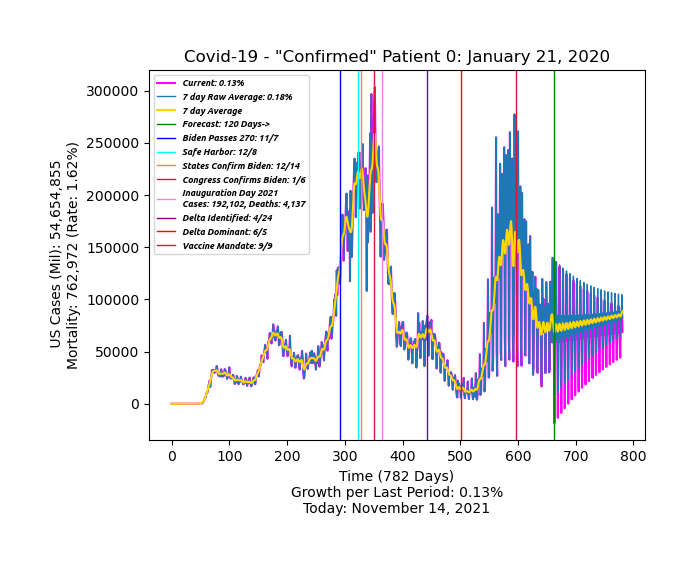 Covid-19 - "Confirmed" Patient 0: January 21, 2020
US Cases (Mil): 54,654,855
Mortality: 762,972 (Rate: 1.62%)
300000
250000
200000
150000
100000
50000
0
Current: 0.13%
7 day Raw Average: 0.18%
7 day Average
Forecast: 120 Days->
Biden Passes 270: 11/7
Safe Harbor: 12/8
States Confirm Biden: 12/14
Congress Confirms Biden: 1/6
Inauguration Day 2021
Cases: 192,102, Deaths: 4,137
Delta Identified: 4/24
Delta Dominant: 6/5
Vaccine Mandate: 9/9
0 100 200 300 400 500 600 700 800
Time (782 Days)
Growth per Last Period: 0.13%
Today: November 14, 2021